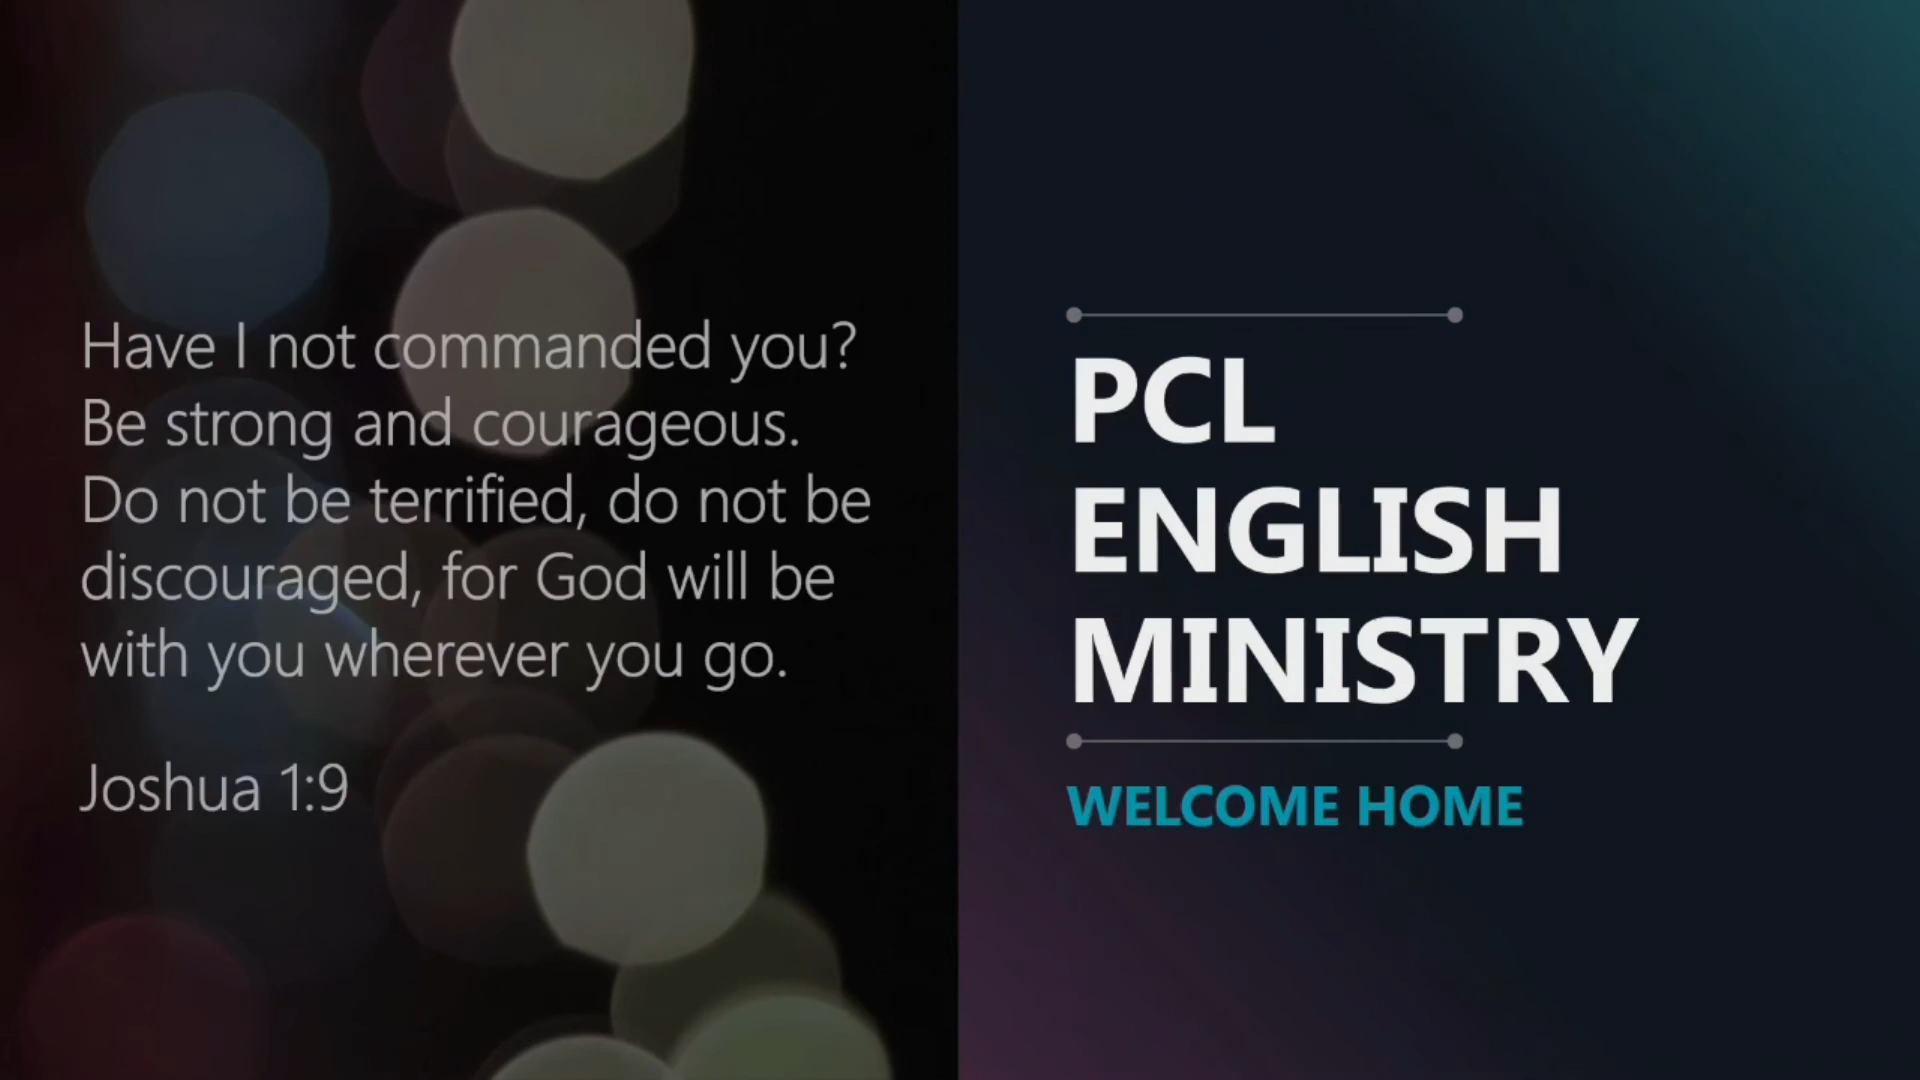 Have I not commanded you?
Be strong and courageous.
Do not be terrified, do not be
discouraged, for God will be
with you wherever you go.
Joshua 1:9
PCL
ENGLISH
MINISTRY
WELCOME HOME